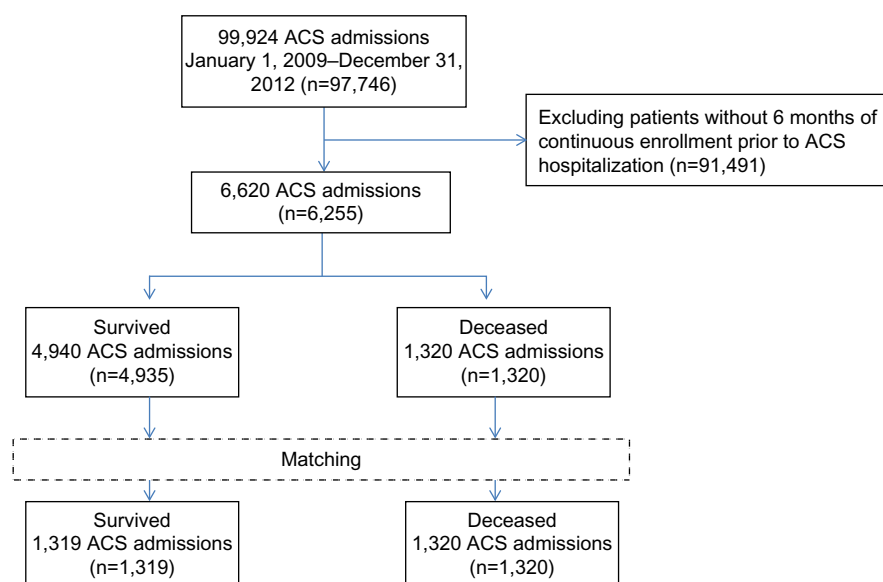 99,924 ACS admissions
January 1, 2009–December 31,
2012 (n=97,746)
Excluding patients without 6 months of
continuous enrollment prior to ACS
hospitalization (n=91,491)
6,620 ACS admissions
(n=6,255)
Survived
4,940 ACS admissions
(n=4,935)
Deceased
1,320 ACS admissions
(n=1,320)
Matching
Survived
1,319 ACS admissions
(n=1,319)
Deceased
1,320 ACS admissions
(n=1,320)